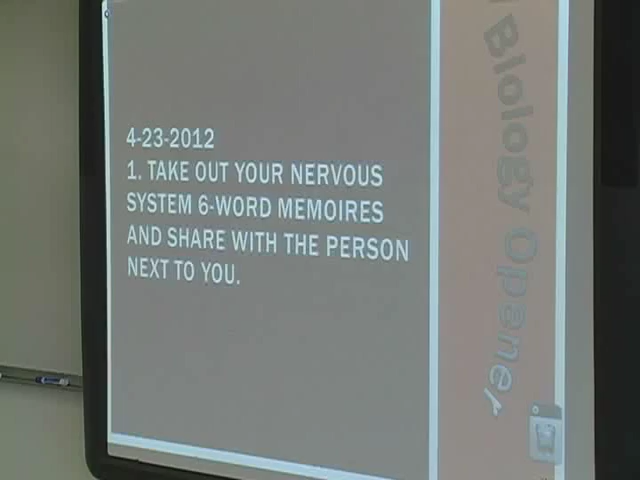 4-23-2012
1. TAKE OUT YOUR NERVOUS
SYSTEM 6-WORD MEMOIRES
AND SHARE WITH THE PERSON
NEXT TO YOU.
Biology Opener